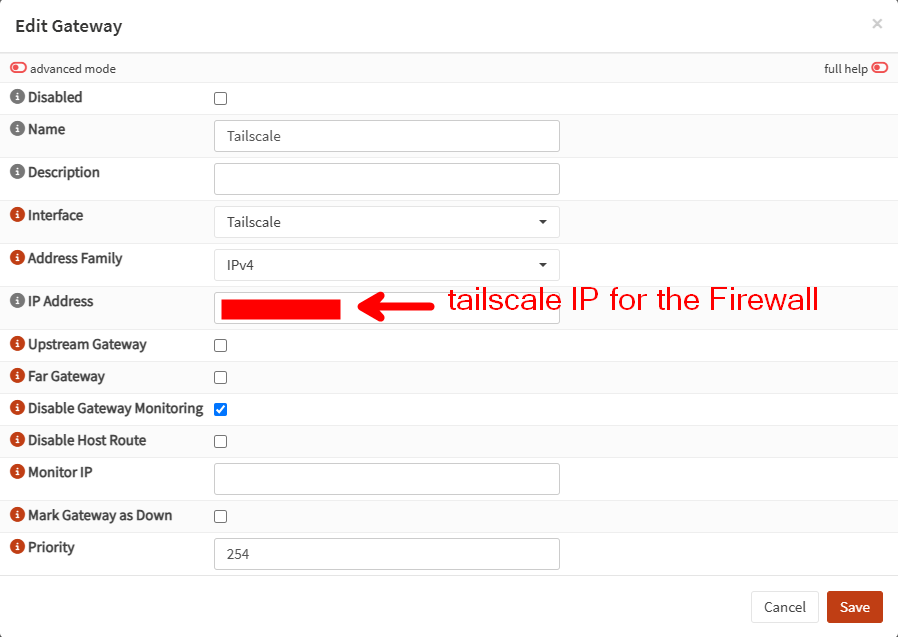 Edit Gateway ×
advanced mode full help
Disabled
Name Tailscale
Description
Interface Tailscale
Address Family IPv4
IP Address tailscale IP for the Firewall
Upstream Gateway
Far Gateway
Disable Gateway Monitoring
Disable Host Route
Monitor IP
Mark Gateway as Down
Priority 254
Cancel Save